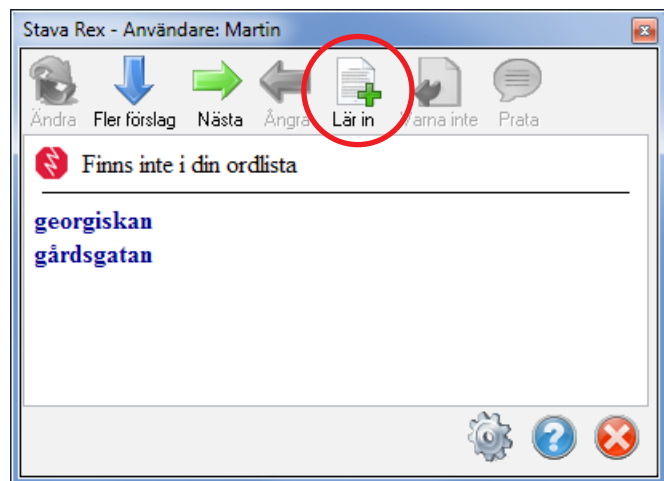 Stava Rex - Användare: Martin
Ändra Fler förslag Nästa Ångra Lär in Varna inte Prata
Finns inte i din ordlista
georgiskan
gårdsgatan